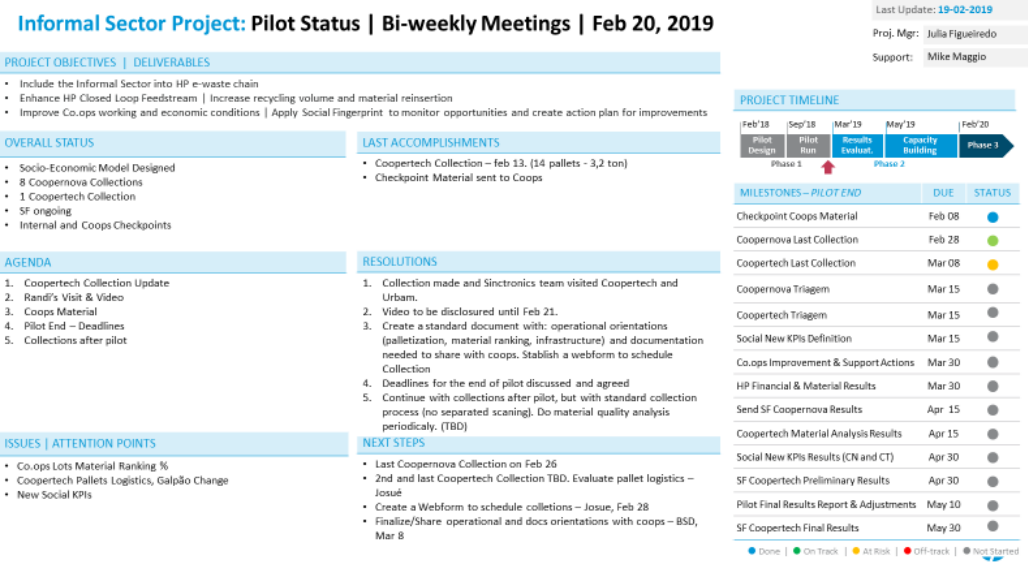 Informal Sector Project: Pilot Status | Bi-weekly Meetings | Feb 20, 2019
Last Update: 19-02-2019
Proj. Mgr: Julia Figueiredo
Support: Mike Maggio
PROJECT OBJECTIVES | DELIVERABLES
• Include the Informal Sector into HP e-waste chain
• Enhance HP Closed Loop Feedstream | Increase recycling volume and material reinsertion
• Improve Co.ops working and economic conditions | Apply Social Fingerprint to monitor opportunities and create action plan for improvements
OVERALL STATUS
• Socio-Economic Model Designed
• 8 Coopernova Collections
• 1 Coopertech Collection
• SF ongoing
• Internal and Coops Checkpoints
LAST ACCOMPLISHMENTS
• Coopertech Collection – feb 13. (14 pallets - 3,2 ton)
• Checkpoint Material sent to Coops
AGENDA
1. Coopertech Collection Update
2. Randi's Visit & Video
3. Coops Material
4. Pilot End – Deadlines
5. Collections after pilot
RESOLUTIONS
1. Collection made and Sinctronics team visited Coopertech and
Urbam.
2. Video to be disclosured until Feb 21.
3. Create a standard document with: operational orientations
(palletization, material ranking, infrastructure) and documentation
needed to share with coops. Stablish a webform to schedule
Collection
4. Deadlines for the end of pilot discussed and agreed
5. Continue with collections after pilot, but with standard collection
process (no separated scaning). Do material quality analysis
periodicaly. (TBD)
ISSUES | ATTENTION POINTS
• Co.ops Lots Material Ranking %
• Coopertech Pallets Logistics, Galpão Change
• New Social KPIs
NEXT STEPS
• Last Coopernova Collection on Feb 26
• 2nd and last Coopertech Collection TBD. Evaluate pallet logistics –
Josué
• Create a Webform to schedule colletions – Josue, Feb 28
• Finalize/Share operational and docs orientations with coops – BSD,
Mar 8
PROJECT TIMELINE
Feb'18 Sep'18 Mar'19 May'19 Feb'20
Pilot Pilot Results Capacity Phase 3
Design Run Evaluat. Building
Phase 1 Phase 2
MILESTONES – PILOT END DUE STATUS
Checkpoint Coops Material Feb 08
Coopernova Last Collection Feb 28
Coopertech Last Collection Mar 08
Coopernova Triagem Mar 15
Coopertech Triagem Mar 15
Social New KPIs Definition Mar 15
Co.ops Improvement & Support Actions Mar 30
HP Financial & Material Results Mar 30
Send SF Coopernova Results Apr 15
Coopertech Material Analysis Results Apr 15
Social New KPIs Results (CN and CT) Apr 30
SF Coopertech Preliminary Results Apr 30
Pilot Final Results Report & Adjustments May 10
SF Coopertech Final Results May 30
Done | On Track | At Risk | Off-track | Not Started